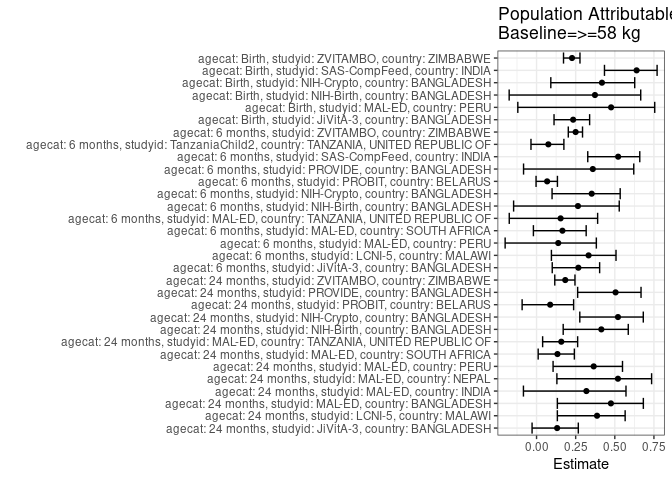 Population Attributable
Baseline=>=58 kg
agecat: Birth, studyid: ZVITAMBO, country: ZIMBABWE
agecat: Birth, studyid: SAS-CompFeed, country: INDIA
agecat: Birth, studyid: NIH-Crypto, country: BANGLADESH
agecat: Birth, studyid: NIH-Birth, country: BANGLADESH
agecat: Birth, studyid: MAL-ED, country: PERU
agecat: Birth, studyid: JiVitA-3, country: BANGLADESH
agecat: 6 months, studyid: ZVITAMBO, country: ZIMBABWE
agecat: 6 months, studyid: TanzaniaChild2, country: TANZANIA, UNITED REPUBLIC OF
agecat: 6 months, studyid: SAS-CompFeed, country: INDIA
agecat: 6 months, studyid: PROVIDE, country: BANGLADESH
agecat: 6 months, studyid: PROBIT, country: BELARUS
agecat: 6 months, studyid: NIH-Crypto, country: BANGLADESH
agecat: 6 months, studyid: NIH-Birth, country: BANGLADESH
agecat: 6 months, studyid: MAL-ED, country: TANZANIA, UNITED REPUBLIC OF
agecat: 6 months, studyid: MAL-ED, country: SOUTH AFRICA
agecat: 6 months, studyid: MAL-ED, country: PERU
agecat: 6 months, studyid: LCNI-5, country: MALAWI
agecat: 6 months, studyid: JiVitA-3, country: BANGLADESH
agecat: 24 months, studyid: ZVITAMBO, country: ZIMBABWE
agecat: 24 months, studyid: PROVIDE, country: BANGLADESH
agecat: 24 months, studyid: PROBIT, country: BELARUS
agecat: 24 months, studyid: NIH-Crypto, country: BANGLADESH
agecat: 24 months, studyid: NIH-Birth, country: BANGLADESH
agecat: 24 months, studyid: MAL-ED, country: TANZANIA, UNITED REPUBLIC OF
agecat: 24 months, studyid: MAL-ED, country: SOUTH AFRICA
agecat: 24 months, studyid: MAL-ED, country: PERU
agecat: 24 months, studyid: MAL-ED, country: NEPAL
agecat: 24 months, studyid: MAL-ED, country: INDIA
agecat: 24 months, studyid: MAL-ED, country: BANGLADESH
agecat: 24 months, studyid: LCNI-5, country: MALAWI
agecat: 24 months, studyid: JiVitA-3, country: BANGLADESH
0.00 0.25 0.50 0.75
Estimate